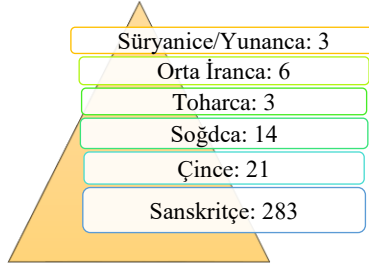 Süryanice/Yunanca: 3
Orta İranca: 6
Toharca: 3
Soğdca: 14
Çince: 21
Sanskritçe: 283